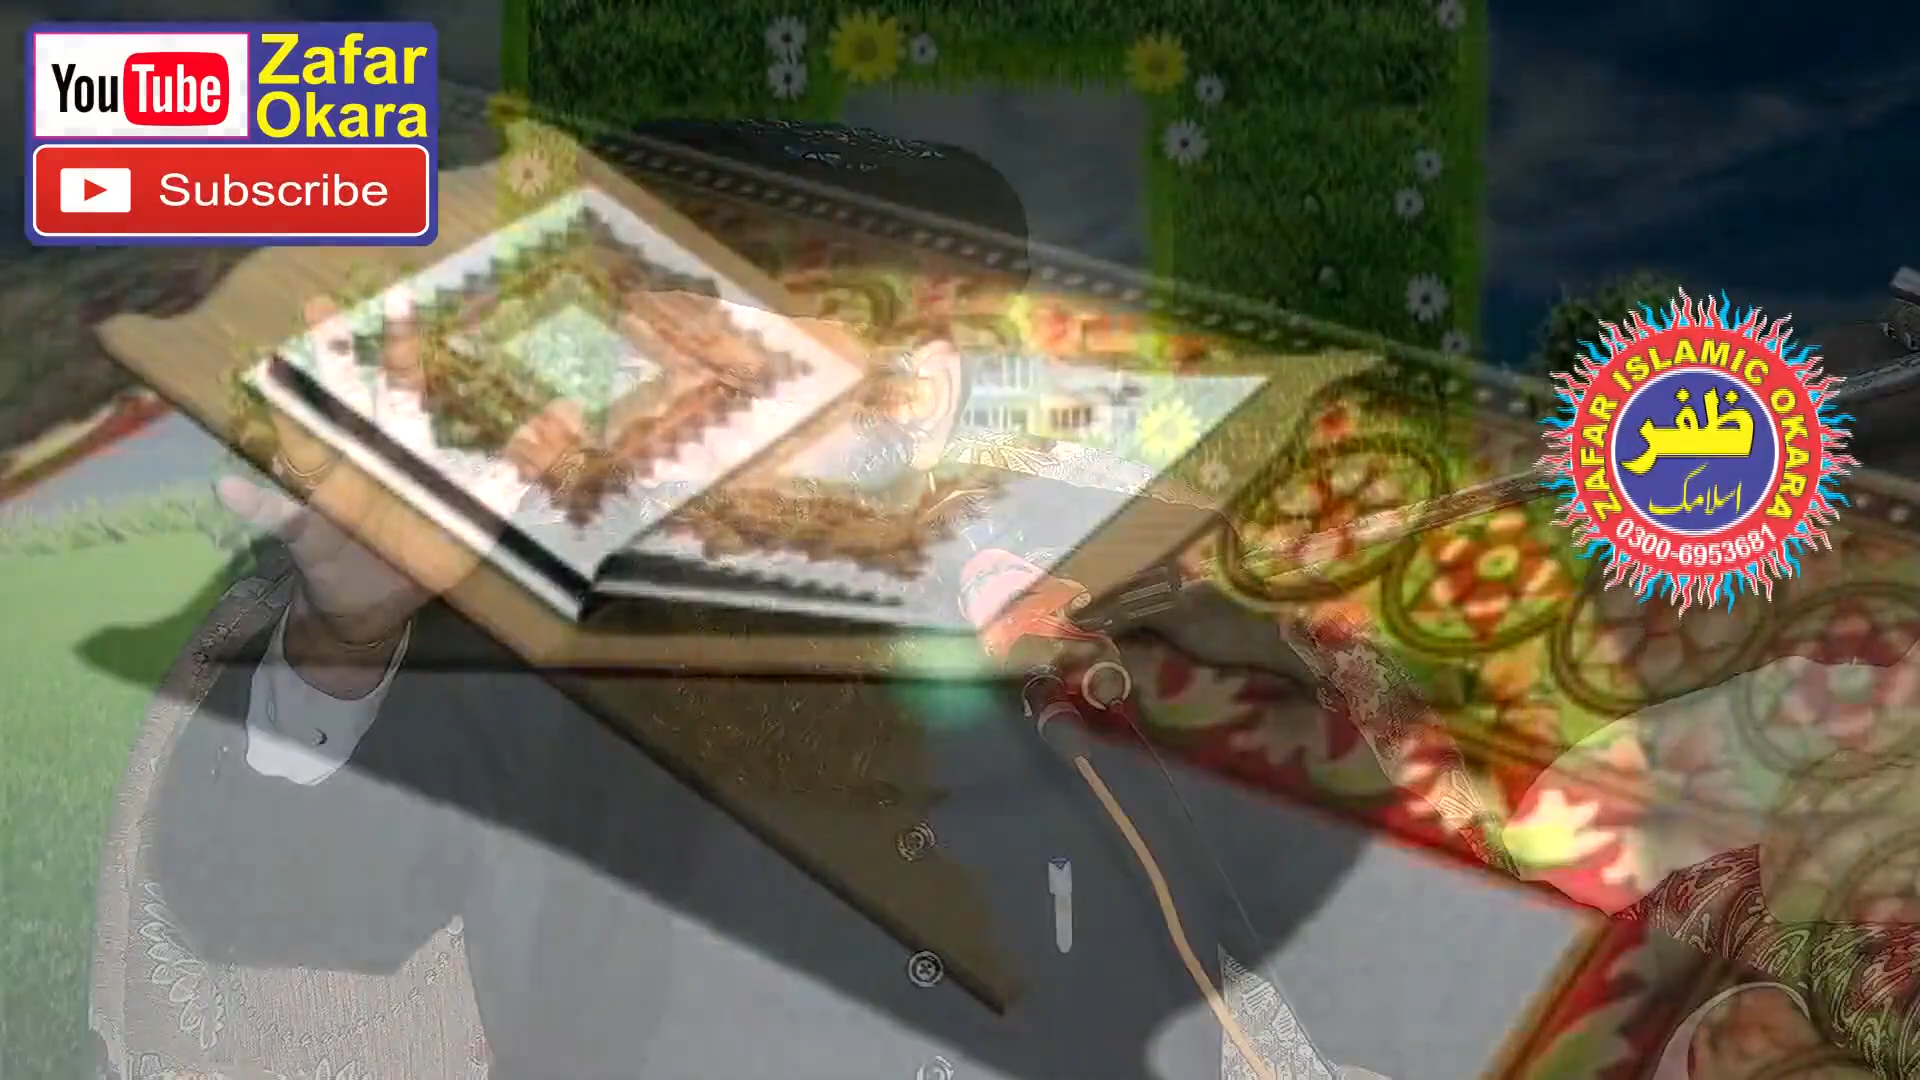 YouTube
Zafar
Okara
Subscribe
ZAFAR ISLAMIC OKARA
ظفر
اسلامک
0300-6953681